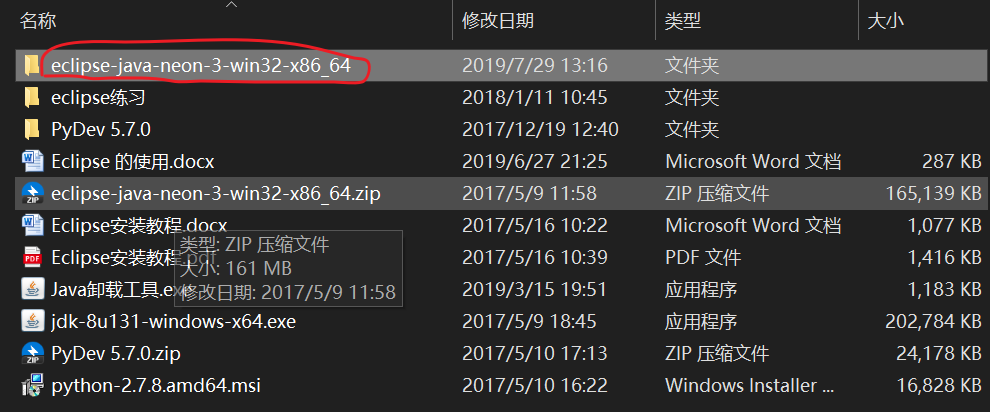 名称 修改日期 类型 大小
eclipse-java-neon-3-win32-x86_64 2019/7/29 13:16 文件夹
eclipse练习 2018/1/11 10:45 文件夹
PyDev 5.7.0 2017/12/19 12:40 文件夹
Eclipse 的使用.docx 2019/6/27 21:25 Microsoft Word 文档 287 KB
eclipse-java-neon-3-win32-x86_64.zip 2017/5/9 11:58 ZIP 压缩文件 165,139 KB
Eclipse安装教程.docx 2017/5/16 10:22 Microsoft Word 文档 1,077 KB
类型: ZIP 压缩文件
Eclipse安装教程.pdf 2017/5/16 10:39 PDF 文件 1,416 KB
大小: 161 MB
Java卸载工具.ex 2019/3/15 19:51 应用程序 1,183 KB
修改日期: 2017/5/9 11:58
jdk-8u131-windows-x64.exe 2017/5/9 18:45 应用程序 202,784 KB
PyDev 5.7.0.zip 2017/5/10 17:13 ZIP 压缩文件 24,178 KB
python-2.7.8.amd64.msi 2017/5/10 16:22 Windows Installer ... 16,828 KB